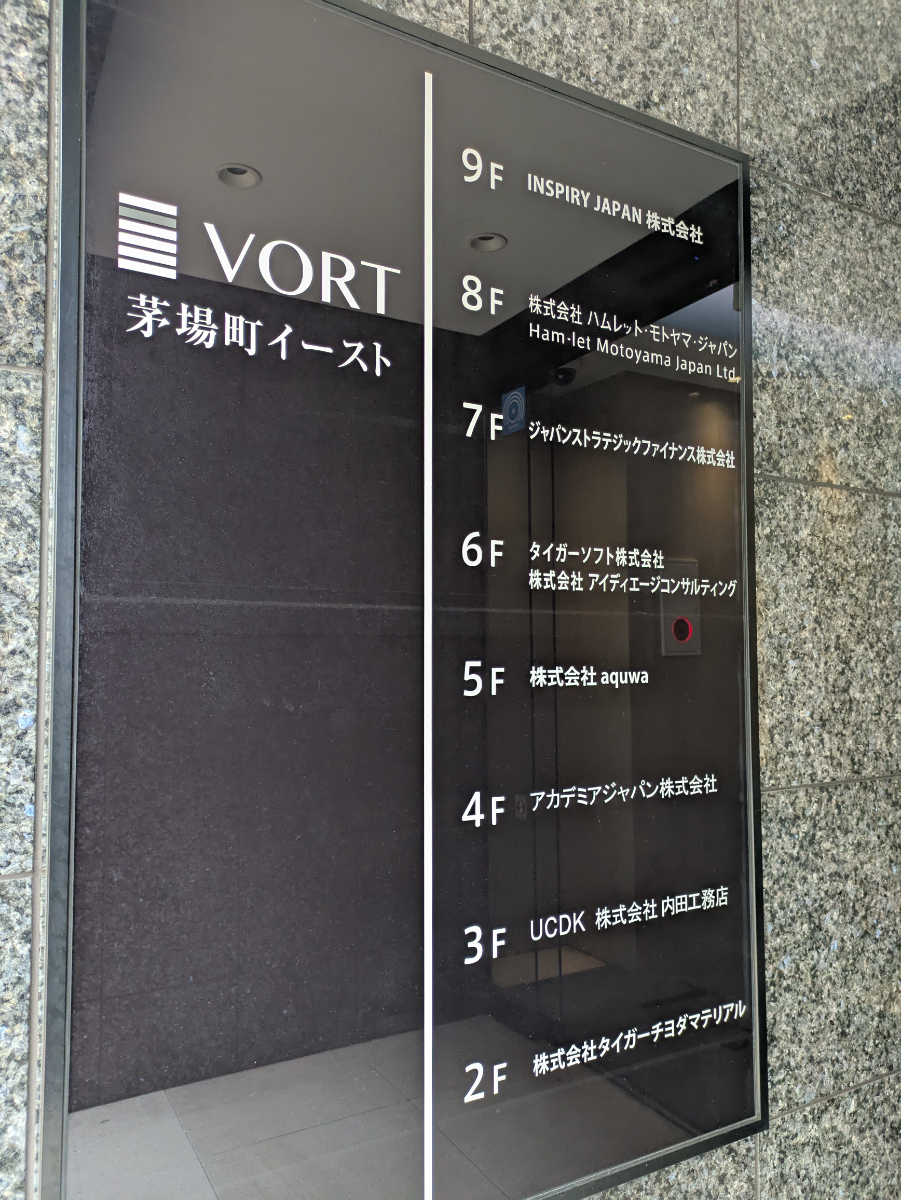 VORT
茅場町イースト
9F INSPIRY JAPAN 株式会社
8F 株式会社 ハムレット・モトヤマ・ジャパン
Ham-let Motoyama Japan Ltd.
7F ジャパンストラテジックファイナンス株式会社
6F タイガーソフト株式会社
株式会社 アイディエージコンサルティング
5F 株式会社 aquwa
4F アカデミアジャパン株式会社
3F UCDK 株式会社 内田工務店
2F 株式会社タイガーチヨダマテリアル